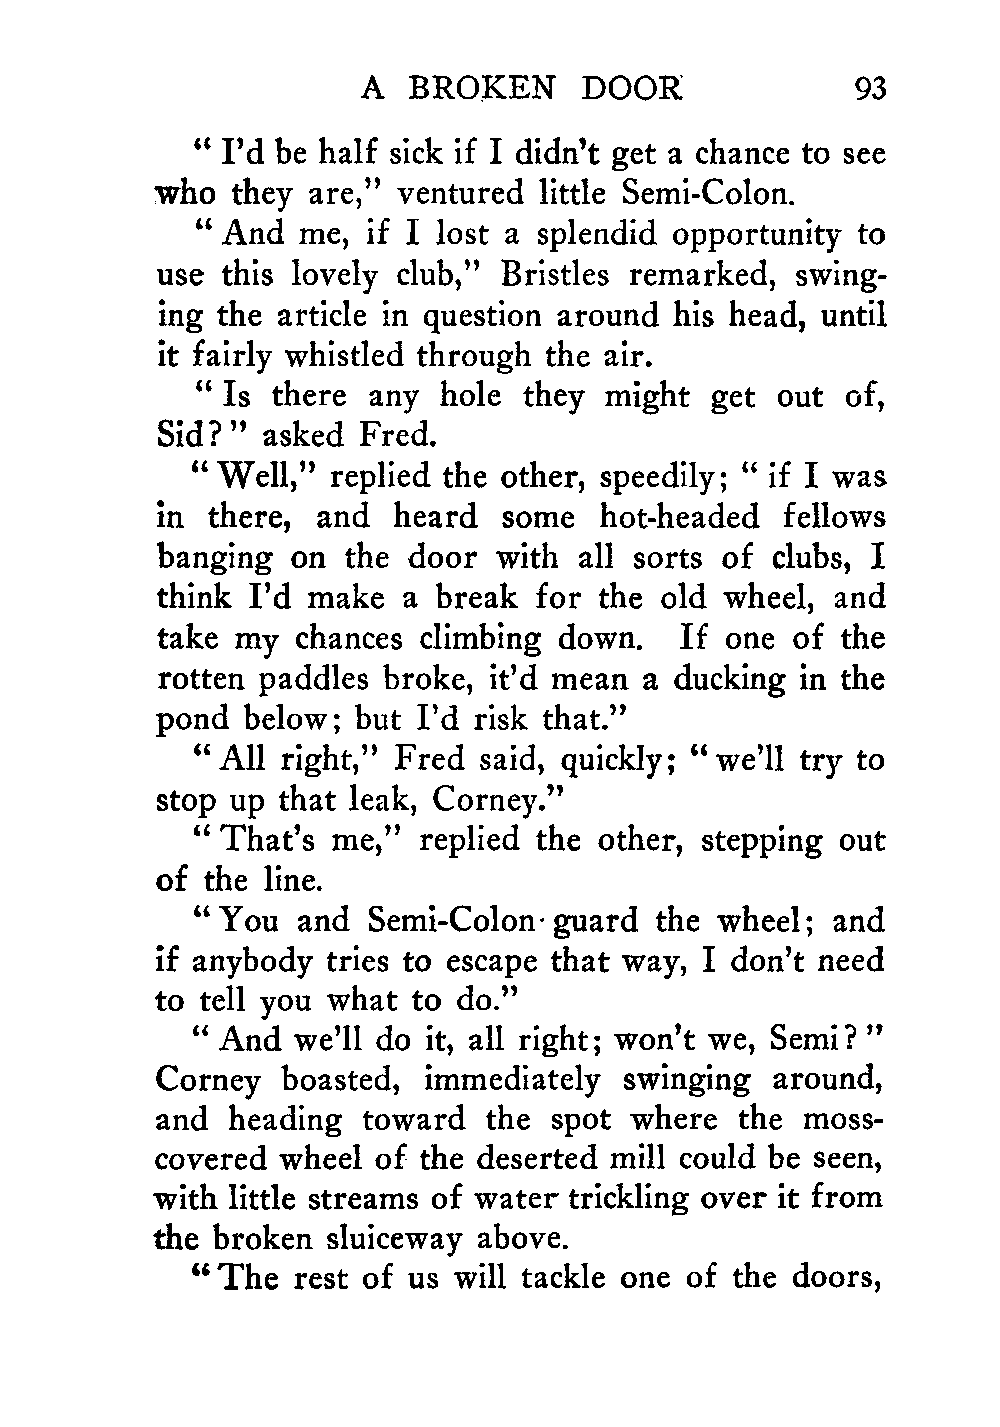 A BROKEN DOOR 93
“ I’d be half sick if I didn’t get a chance to see
who they are,” ventured little Semi-Colon.
“ And me, if I lost a splendid opportunity to
use this lovely club,” Bristles remarked, swing-
ing the article in question around his head, until
it fairly whistled through the air.
“ Is there any hole they might get out of,
Sid? ” asked Fred.
“ Well,” replied the other, speedily; “ if I was
in there, and heard some hot-headed fellows
banging on the door with all sorts of clubs, I
think I’d make a break for the old wheel, and
take my chances climbing down. If one of the
rotten paddles broke, it’d mean a ducking in the
pond below; but I’d risk that.”
“ All right,” Fred said, quickly; “ we’ll try to
stop up that leak, Corney.”
“ That’s me,” replied the other, stepping out
of the line.
“ You and Semi-Colon guard the wheel; and
if anybody tries to escape that way, I don’t need
to tell you what to do.”
“ And we’ll do it, all right; won’t we, Semi? ”
Corney boasted, immediately swinging around,
and heading toward the spot where the moss-
covered wheel of the deserted mill could be seen,
with little streams of water trickling over it from
the broken sluiceway above.
“ The rest of us will tackle one of the doors,